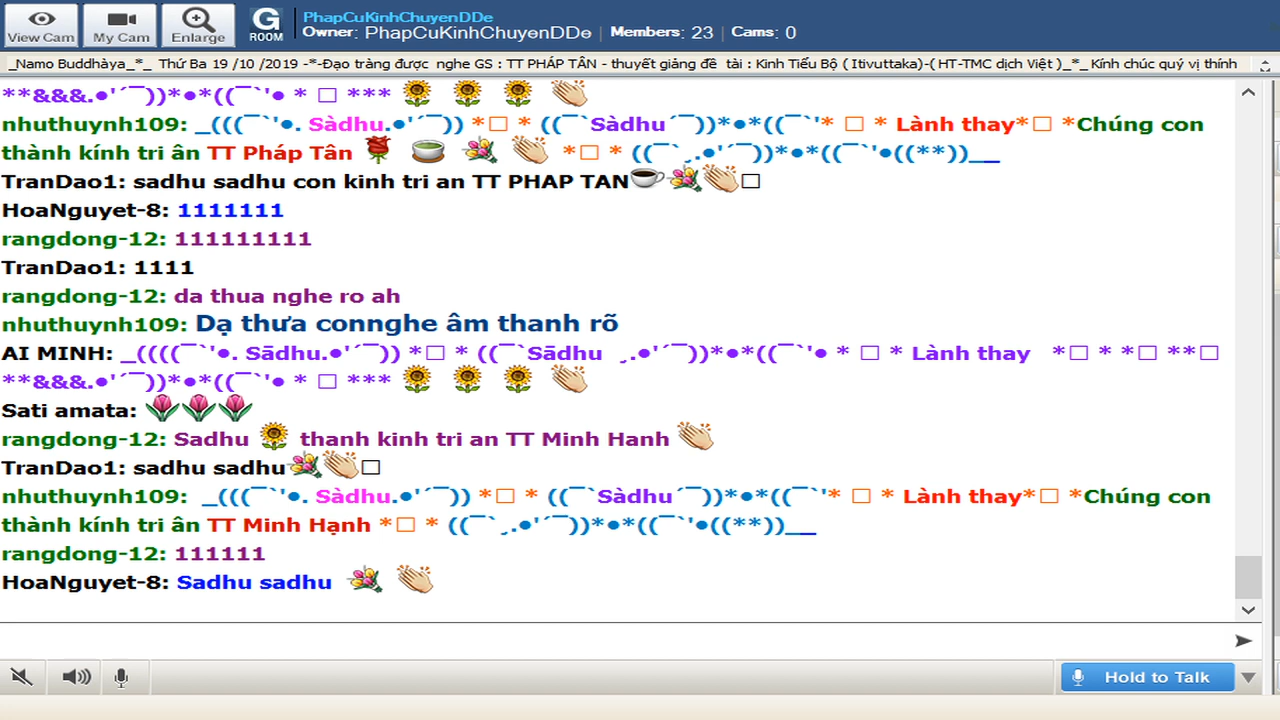 View Cam
My Cam
Enlarge
G ROOM
PhapCuKinhChuyenDDe
Owner: PhapCuKinhChuyenDDe | Members: 23 | Cams: 0
_Namo Buddhàya_*_ Thứ Ba 19 /10 /2019 -*-Đạo tràng được nghe GS : TT PHÁP TÂN - thuyết giảng đề tài : Kinh Tiểu Bộ ( Itivuttaka)-( HT-TMC dịch Việt )_*_ Kính chúc quý vị thính
**&&&.●'´¯))*●*((¯`'● * □ *** 🌻 🌻 🌻 👏
nhuthuynh109: _(((¯`'●. Sàdhu.●'´¯)) *□ * ((¯`Sàdhu´¯))*●*((¯`'* □ * Lành thay*□ *Chúng con
thành kính tri ân TT Pháp Tân 🌹 🍵 💐 👏 *□ * ((¯`¸.●'´¯))*●*((¯`'●((**))__
TranDao1: sadhu sadhu con kinh tri an TT PHAP TAN☕💐👏□
HoaNguyet-8: 1111111
rangdong-12: 111111111
TranDao1: 1111
rangdong-12: da thua nghe ro ah
nhuthuynh109: Dạ thưa connghe âm thanh rõ
AI MINH: _((((¯`'●. Sādhu.●'´¯)) *□ * ((¯`Sādhu ¸.●'´¯))*●*((¯`'● * □ * Lành thay *□ * *□ **□
**&&&.●'´¯))*●*((¯`'● * □ *** 🌻 🌻 🌻 👏
Sati amata: 🌷🌷🌷
rangdong-12: Sadhu 🌻 thanh kinh tri an TT Minh Hanh 👏
TranDao1: sadhu sadhu💐👏□
nhuthuynh109: _(((¯`'●. Sàdhu.●'´¯)) *□ * ((¯`Sàdhu´¯))*●*((¯`'* □ * Lành thay*□ *Chúng con
thành kính tri ân TT Minh Hạnh *□ * ((¯`¸.●'´¯))*●*((¯`'●((**))__
rangdong-12: 111111
HoaNguyet-8: Sadhu sadhu 💐 👏
Hold to Talk